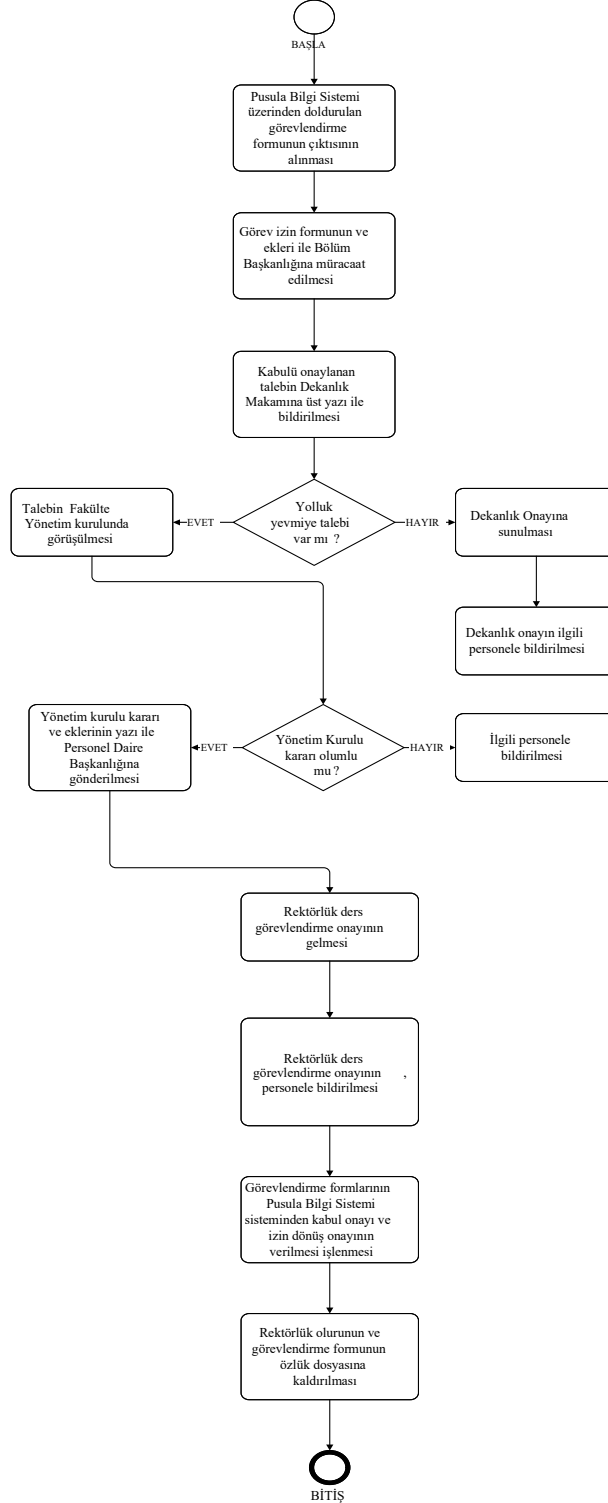 BAŞLA
Pusula Bilgi Sistemi
üzerinden doldurulan
görevlendirme
formunun çıktısının
alınması
Görev izin formunun ve
ekleri ile Bölüm
Başkanlığına müracaat
edilmesi
Kabulü onaylanan
talebin Dekanlık
Makamına üst yazı ile
bildirilmesi
Yolluk
yevmiye talebi
var mı ?
EVET
HAYIR
Talebin Fakülte
Yönetim kurulunda
görüşülmesi
Dekanlık Onayına
sunulması
Dekanlık onayın ilgili
personele bildirilmesi
Yönetim Kurulu
kararı olumlu
mu ?
EVET
HAYIR
Yönetim kurulu kararı
ve eklerinin yazı ile
Personel Daire
Başkanlığına
gönderilmesi
İlgili personele
bildirilmesi
Rektörlük ders
görevlendirme onayının
gelmesi
Rektörlük ders
görevlendirme onayının ,
personele bildirilmesi
Görevlendirme formlarının
Pusula Bilgi Sistemi
sisteminden kabul onayı ve
izin dönüş onayının
verilmesi işlenmesi
Rektörlük olurunun ve
görevlendirme formunun
özlük dosyasına
kaldırılması
BİTİŞ